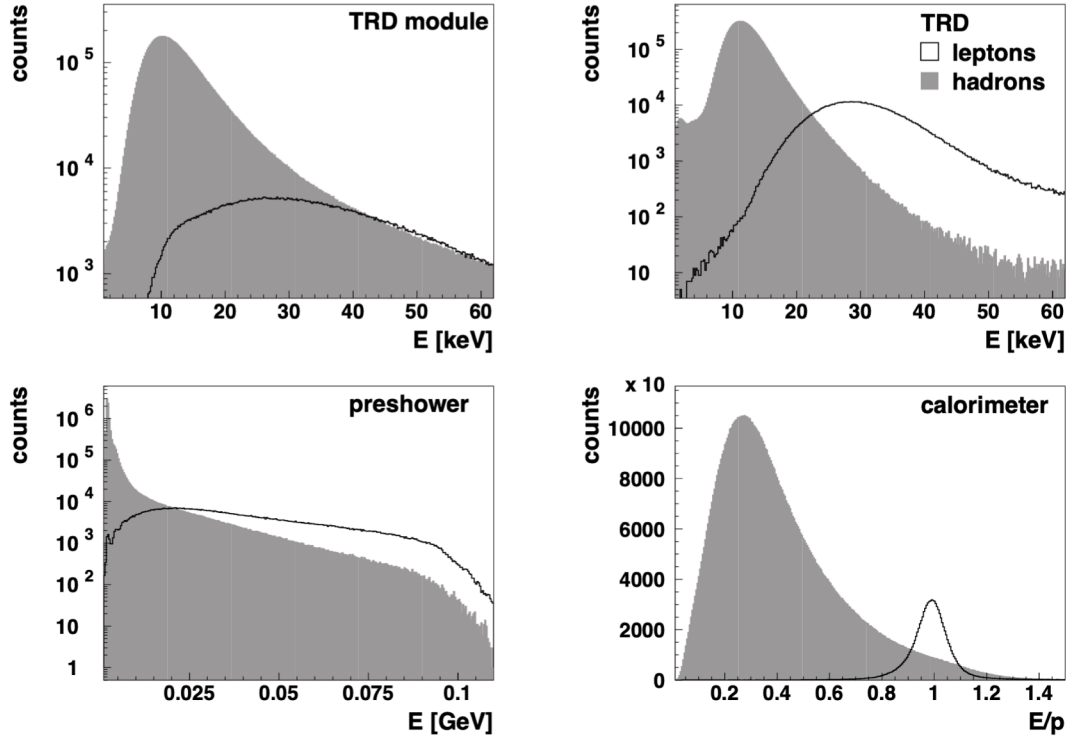 counts
TRD module
10 5
10 4
10 3
10 20 30 40 50 60
E [keV]
counts
TRD
leptons
hadrons
10 5
10 4
10 3
10 2
10
10 20 30 40 50 60
E [keV]
counts
preshower
10 6
10 5
10 4
10 3
10 2
10
1
0.025 0.05 0.075 0.1
E [GeV]
x 10
counts
calorimeter
10000
8000
6000
4000
2000
0
0.2 0.4 0.6 0.8 1 1.2 1.4
E/p